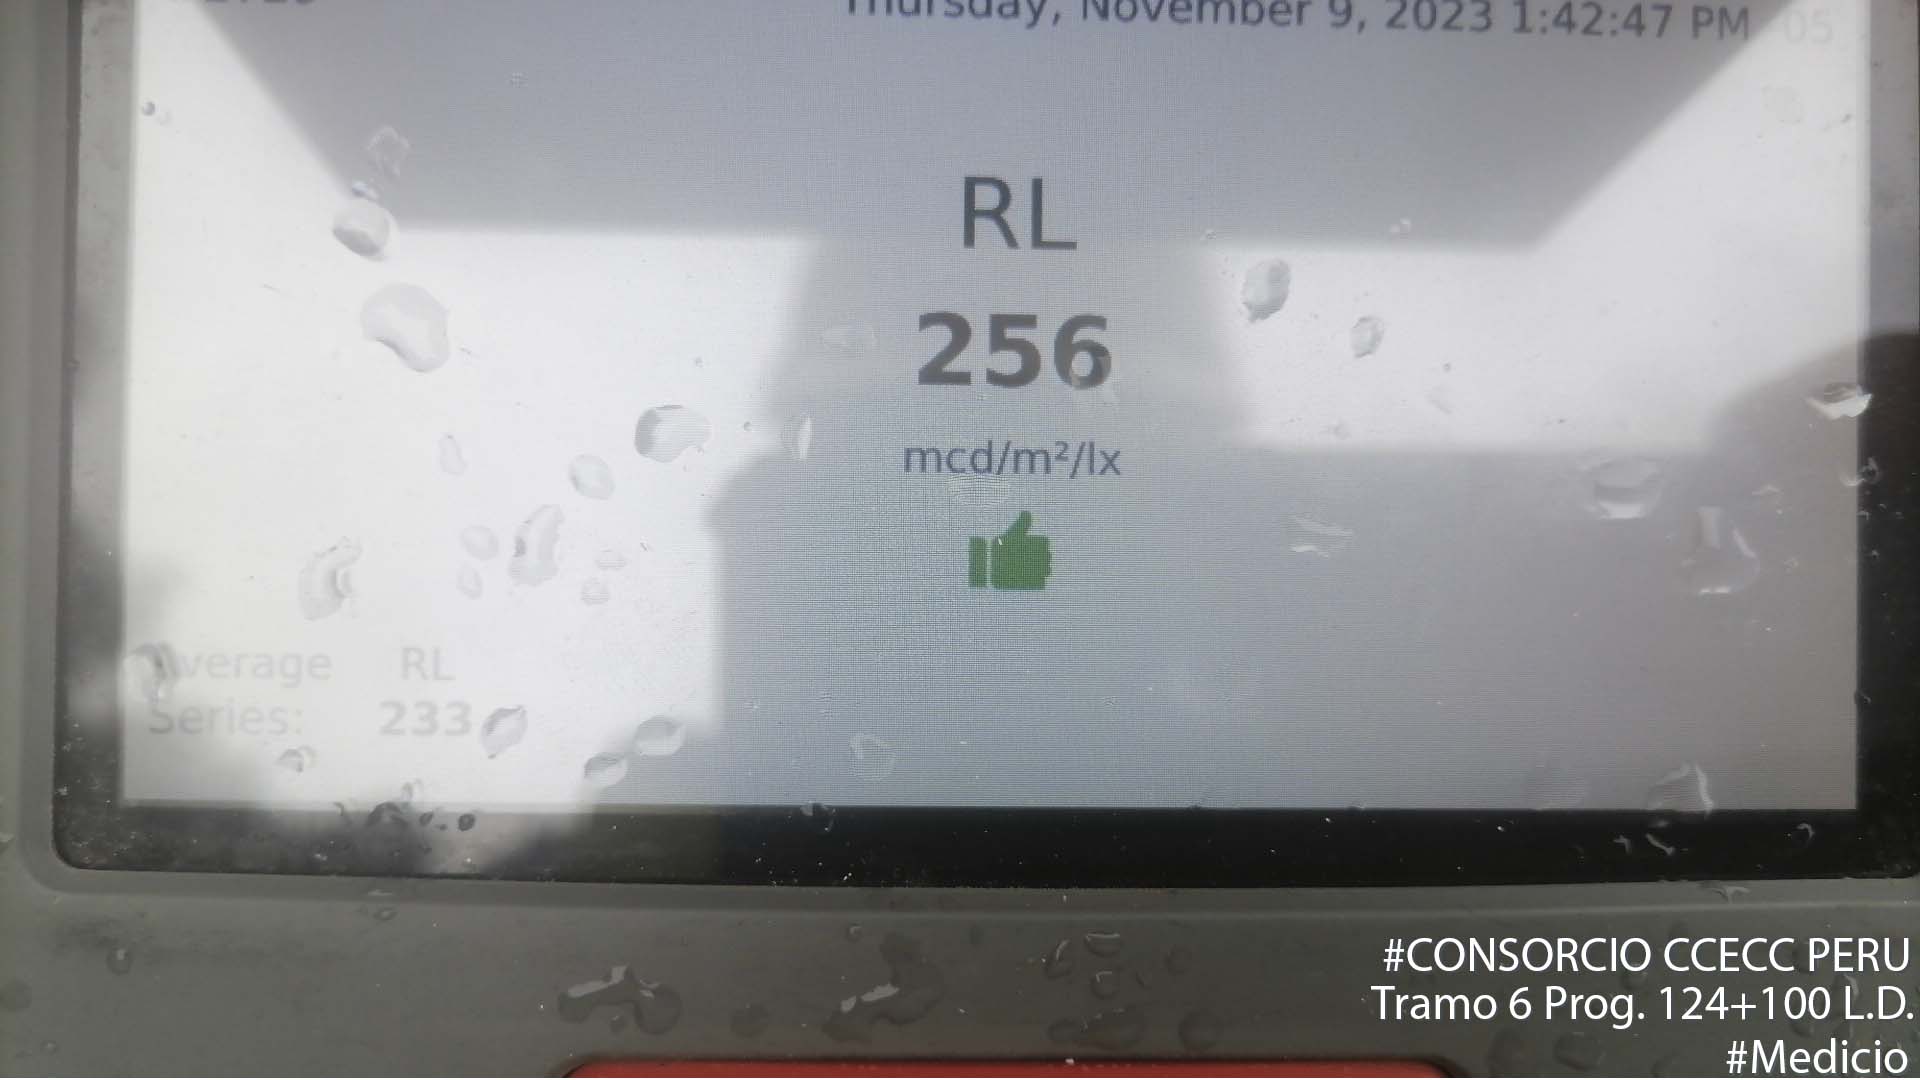 Thursday, November 9, 2023 1:42:47 PM 05
RL
256
mcd/m²/lx
Average RL
Series: 233
#CONSORCIO CCECC PERU
Tramo 6 Prog. 124+100 L.D.
#Medicio